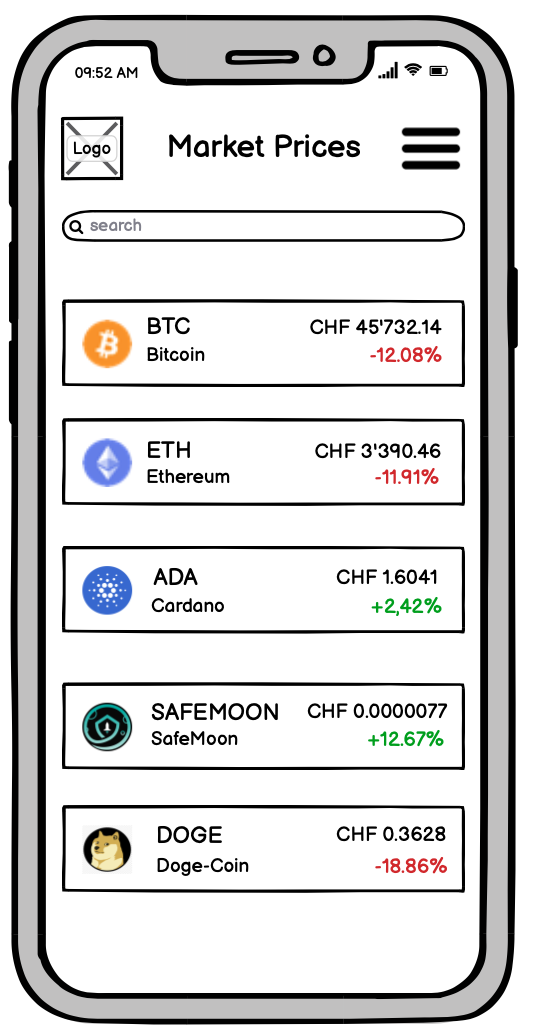 09:52 AM
Logo
Market Prices
search
BTC
CHF 45'732.14
Bitcoin
-12.08%
ETH
CHF 3'390.46
Ethereum
-11.91%
ADA
CHF 1.6041
Cardano
+2,42%
SAFEMOON
CHF 0.0000077
SafeMoon
+12.67%
DOGE
CHF 0.3628
Doge-Coin
-18.86%